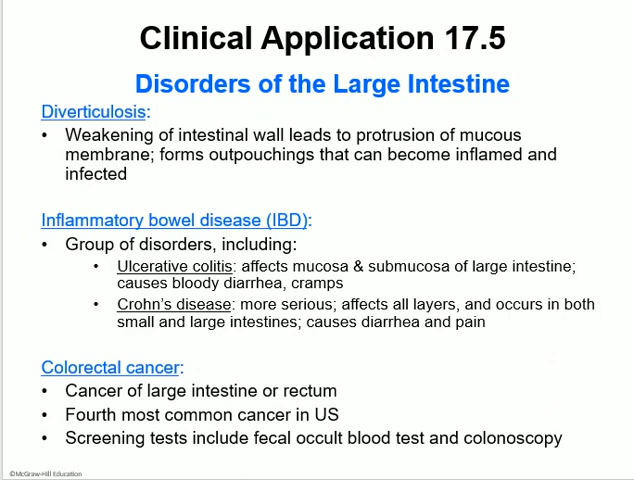 Clinical Application 17.5
Disorders of the Large Intestine
Diverticulosis:
• Weakening of intestinal wall leads to protrusion of mucous
membrane; forms outpouchings that can become inflamed and
infected
Inflammatory bowel disease (IBD):
• Group of disorders, including:
• Ulcerative colitis: affects mucosa & submucosa of large intestine;
causes bloody diarrhea, cramps
• Crohn's disease: more serious; affects all layers, and occurs in both
small and large intestines; causes diarrhea and pain
Colorectal cancer:
• Cancer of large intestine or rectum
• Fourth most common cancer in US
• Screening tests include fecal occult blood test and colonoscopy
©McGraw-Hill Education